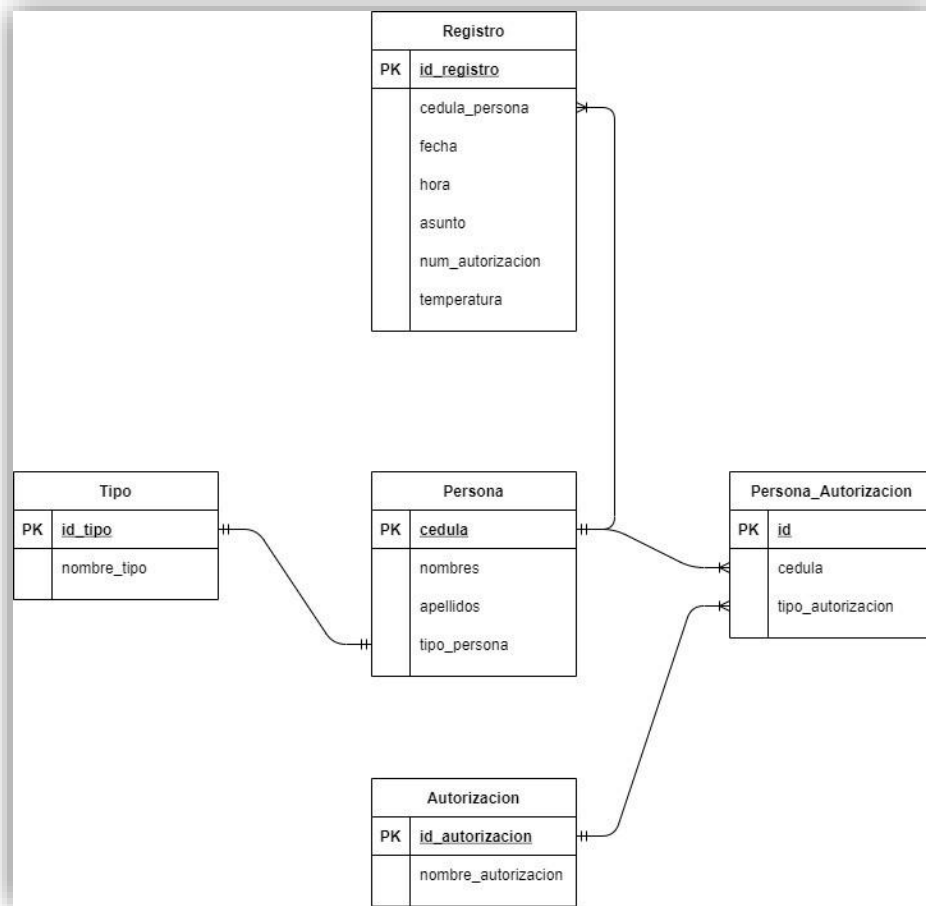 Registro
PK id_registro
cedula_persona
fecha
hora
asunto
num_autorizacion
temperatura
Tipo
PK id_tipo
nombre_tipo
Persona
PK cedula
nombres
apellidos
tipo_persona
Persona_Autorizacion
PK id
cedula
tipo_autorizacion
Autorizacion
PK id_autorizacion
nombre_autorizacion